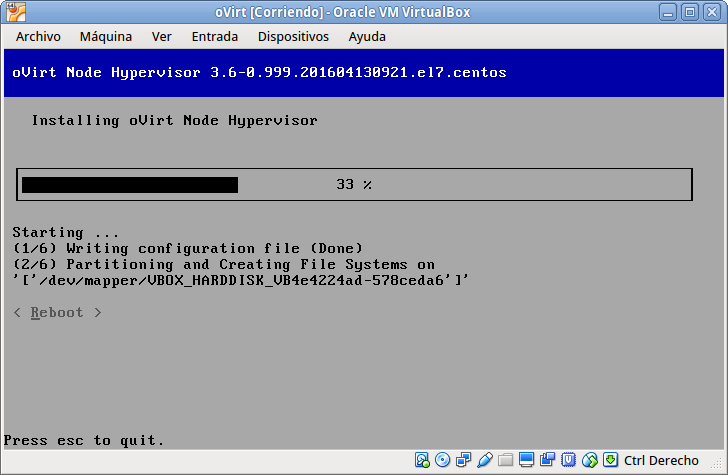 oVirt [Corriendo] - Oracle VM VirtualBox
Archivo Máquina Ver Entrada Dispositivos Ayuda
oVirt Node Hypervisor 3.6-0.999.201604130921.el7.centos
Installing oVirt Node Hypervisor
33 %
Starting ...
(1/6) Writing configuration file (Done)
(2/6) Partitioning and Creating File Systems on
'['/dev/mapper/VBOX_HARDDISK_VB4e4224ad-578ceda6']'
< Reboot >
Press esc to quit.
Ctrl Derecho